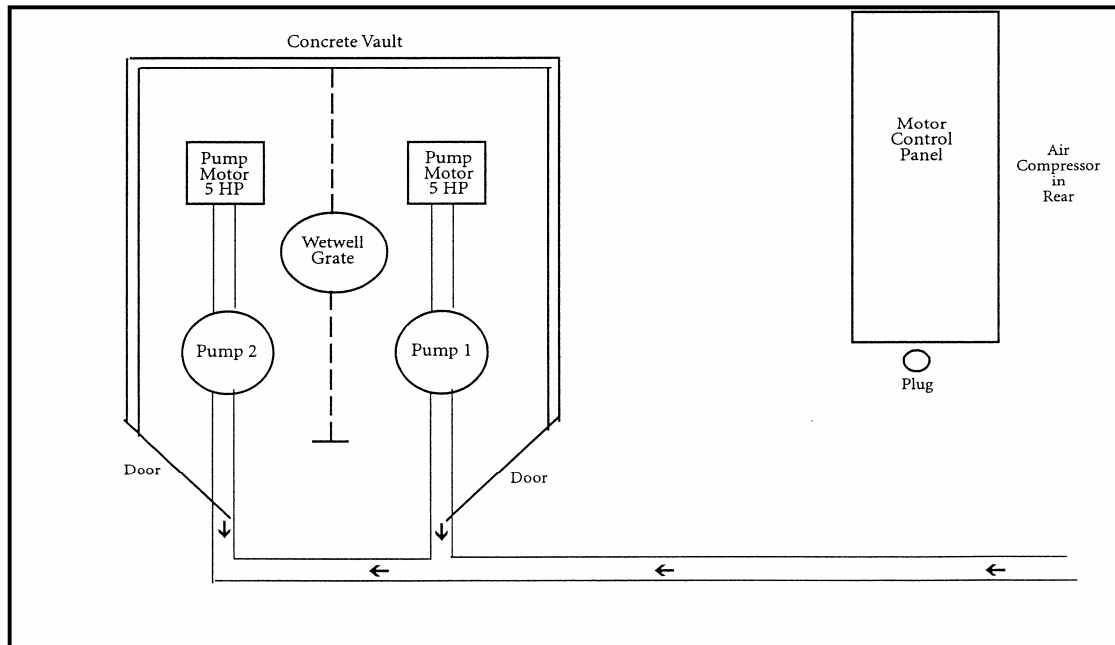 Concrete Vault
Pump
Motor
5 HP
Pump
Motor
5 HP
Motor
Control
Panel
Air
Compressor
in
Rear
Wetwell
Grate
Pump 2
Pump 1
Plug
Door
Door